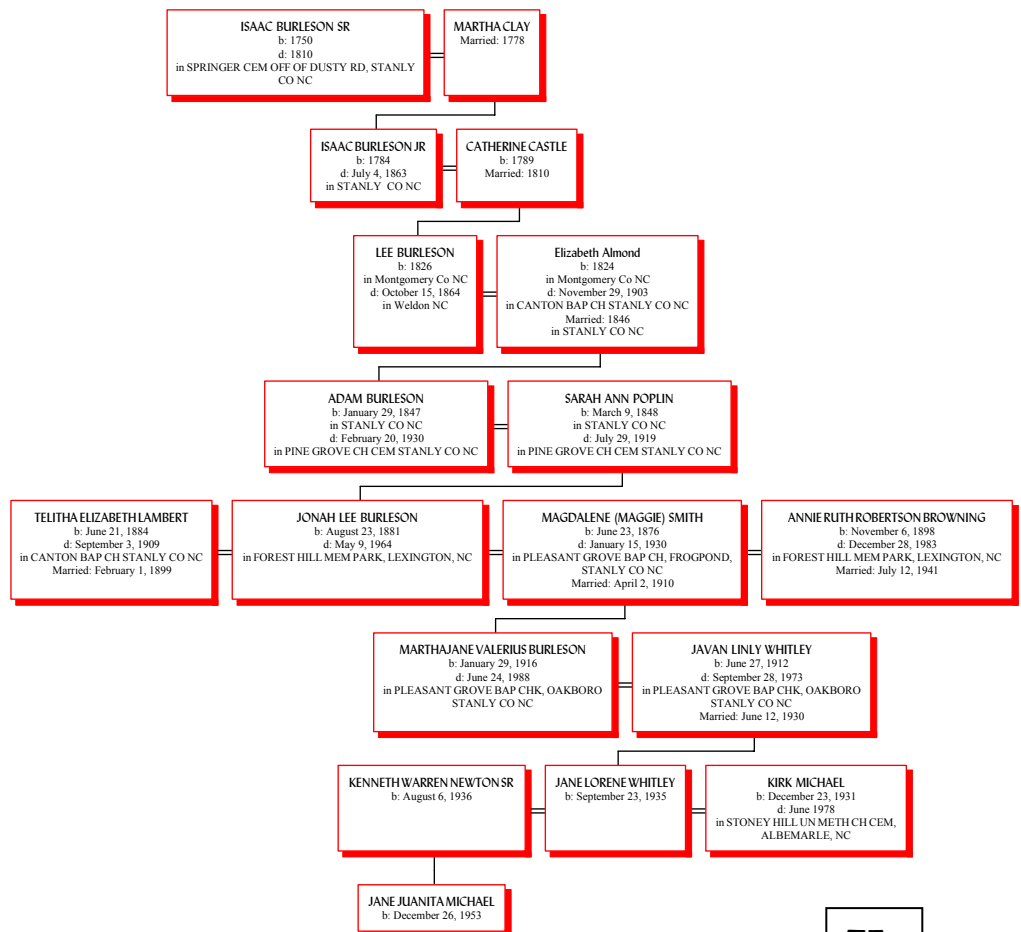 ISAAC BURLESON SR
b: 1750
d: 1810
in SPRINGER CEM OFF OF DUSTY RD, STANLY
CO NC
MARTHA CLAY
Married: 1778
ISAAC BURLESON JR
b: 1784
d: July 4, 1863
in STANLY CO NC
CATHERINE CASTLE
b: 1789
Married: 1810
LEE BURLESON
b: 1826
in Montgomery Co NC
d: October 15, 1864
in Weldon NC
Elizabeth Almond
b: 1824
in Montgomery Co NC
d: November 29, 1903
in CANTON BAP CH STANLY CO NC
Married: 1846
in STANLY CO NC
ADAM BURLESON
b: January 29, 1847
in STANLY CO NC
d: February 20, 1930
in PINE GROVE CH CEM STANLY CO NC
SARAH ANN POPLIN
b: March 9, 1848
in STANLY CO NC
d: July 29, 1919
in PINE GROVE CH CEM STANLY CO NC
TELITHA ELIZABETH LAMBERT
b: June 21, 1884
d: September 3, 1909
in CANTON BAP CH STANLY CO NC
Married: February 1, 1899
JONAH LEE BURLESON
b: August 23, 1881
d: May 9, 1964
in FOREST HILL MEM PARK, LEXINGTON, NC
MAGDALENE (MAGGIE) SMITH
b: June 23, 1876
d: January 15, 1930
in PLEASANT GROVE BAP CH, FROGPOND,
STANLY CO NC
Married: April 2, 1910
ANNIE RUTH ROBERTSON BROWNING
b: November 6, 1898
d: December 28, 1983
in FOREST HILL MEM PARK, LEXINGTON, NC
Married: July 12, 1941
MARTHAJANE VALERIUS BURLESON
b: January 29, 1916
d: June 24, 1988
in PLEASANT GROVE BAP CHK, OAKBORO
STANLY CO NC
JAVAN LINLY WHITLEY
b: June 27, 1912
d: September 28, 1973
in PLEASANT GROVE BAP CHK, OAKBORO
STANLY CO NC
Married: June 12, 1930
KENNETH WARREN NEWTON SR
b: August 6, 1936
JANE LORENE WHITLEY
b: September 23, 1935
KIRK MICHAEL
b: December 23, 1931
d: June 1978
in STONEY HILL UN METH CH CEM,
ALBEMARLE, NC
JANE JUANITA MICHAEL
b: December 26, 1953